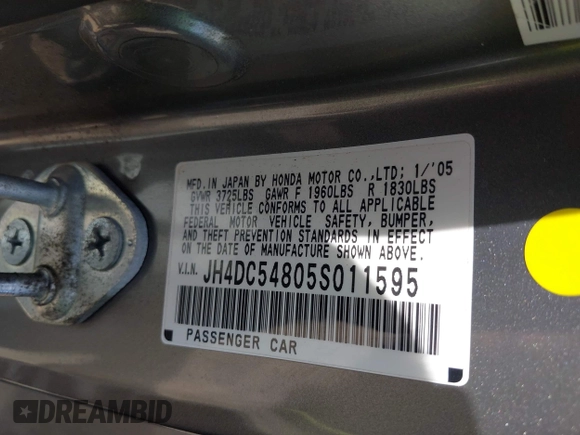 MFD. IN JAPAN BY HONDA MOTOR CO.,LTD; 1/'05
GVWR 3725LBS GAWR F 1960LBS R 1830LBS
THIS VEHICLE CONFORMS TO ALL APPLICABLE
FEDERAL MOTOR VEHICLE SAFETY, BUMPER,
AND THEFT PREVENTION STANDARDS IN EFFECT
ON THE DATE OF MANUFACTURE SHOWN ABOVE.
V.I.N. JH4DC54805S011595
PASSENGER CAR
DREAMBID